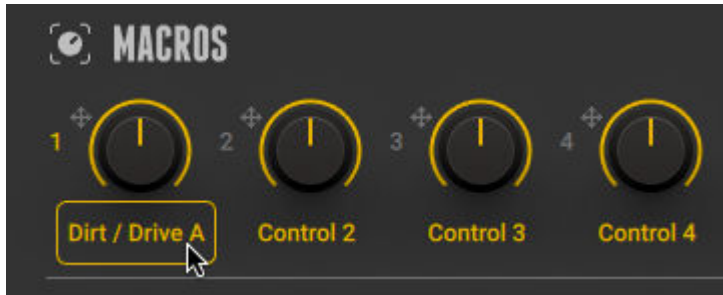 MACROS
1 2 3 4
Dirt / Drive A Control 2 Control 3 Control 4